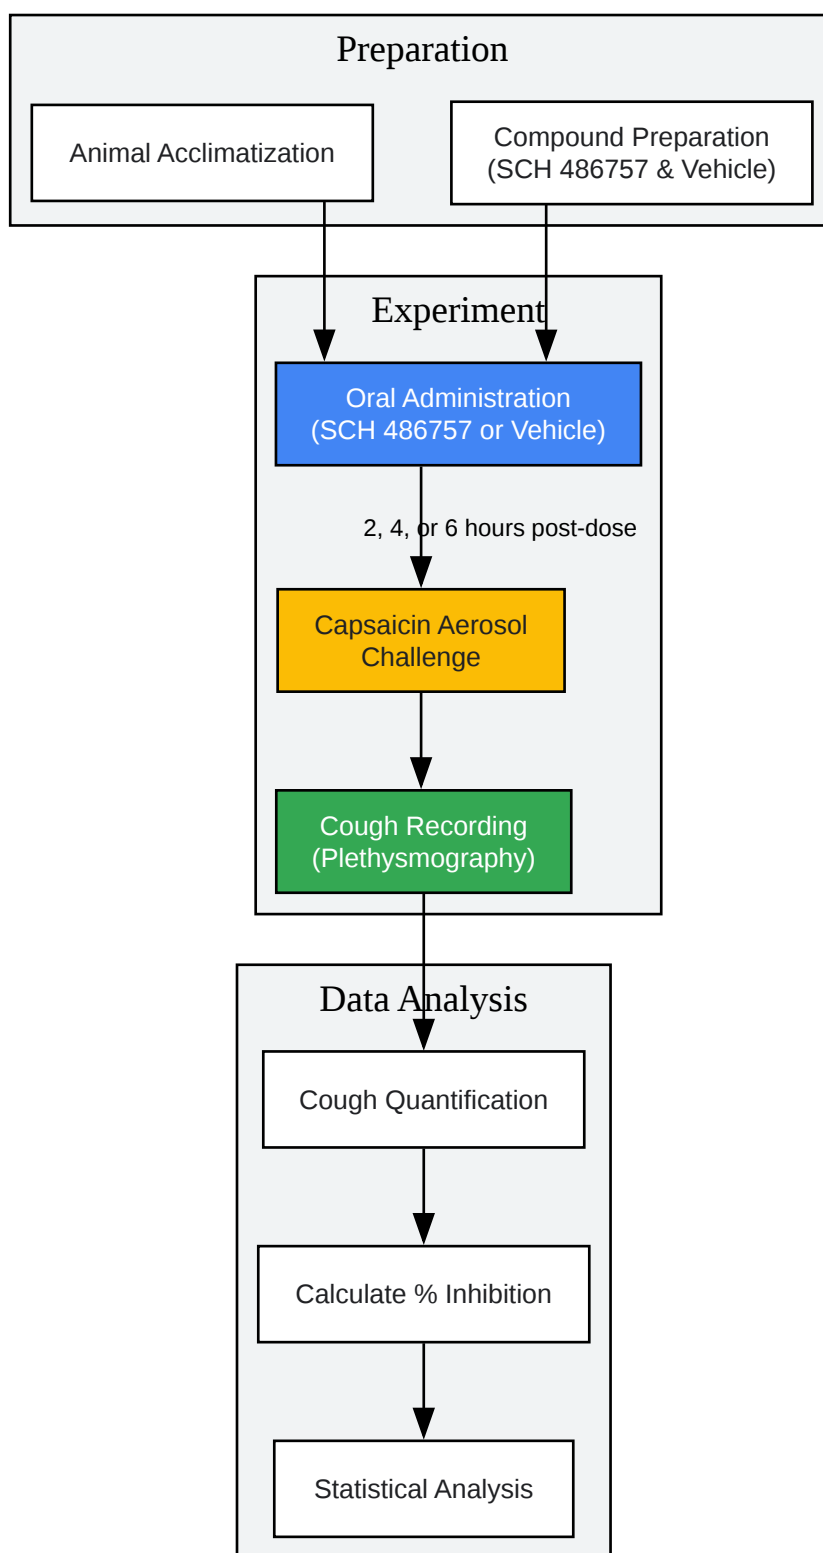 Preparation
Animal Acclimatization
Compound Preparation
(SCH 486757 & Vehicle)
Experiment
Oral Administration
(SCH 486757 or Vehicle)
2, 4, or 6 hours post-dose
Capsaicin Aerosol
Challenge
Cough Recording
(Plethysmography)
Data Analysis
Cough Quantification
Calculate % Inhibition
Statistical Analysis